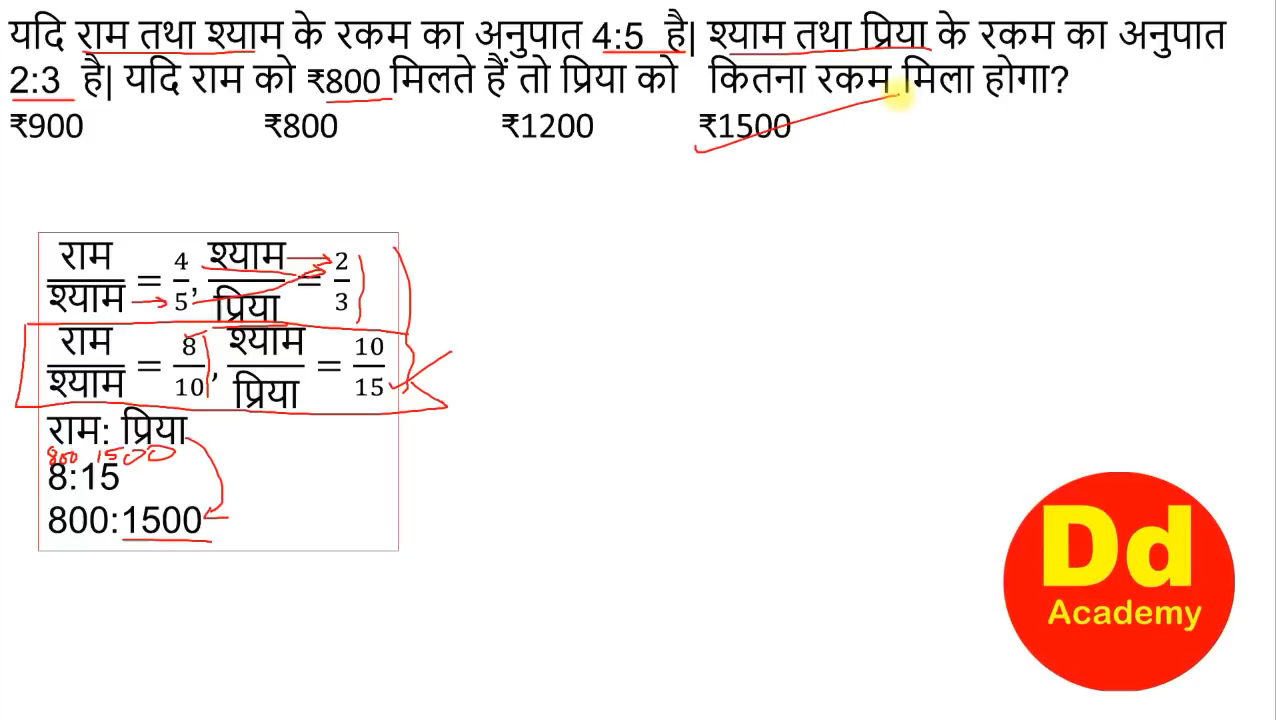 यदि राम तथा श्याम के रकम का अनुपात 4:5 है| श्याम तथा प्रिया के रकम का अनुपात
2:3 है| यदि राम को ₹800 मिलते हैं तो प्रिया को कितना रकम मिला होगा?
₹900 ₹800 ₹1200 ₹1500
राम/श्याम = 4/5, श्याम/प्रिया = 2/3
राम/श्याम = 8/10, श्याम/प्रिया = 10/15
राम: प्रिया
800 1500
8:15
800:1500
Dd
Academy